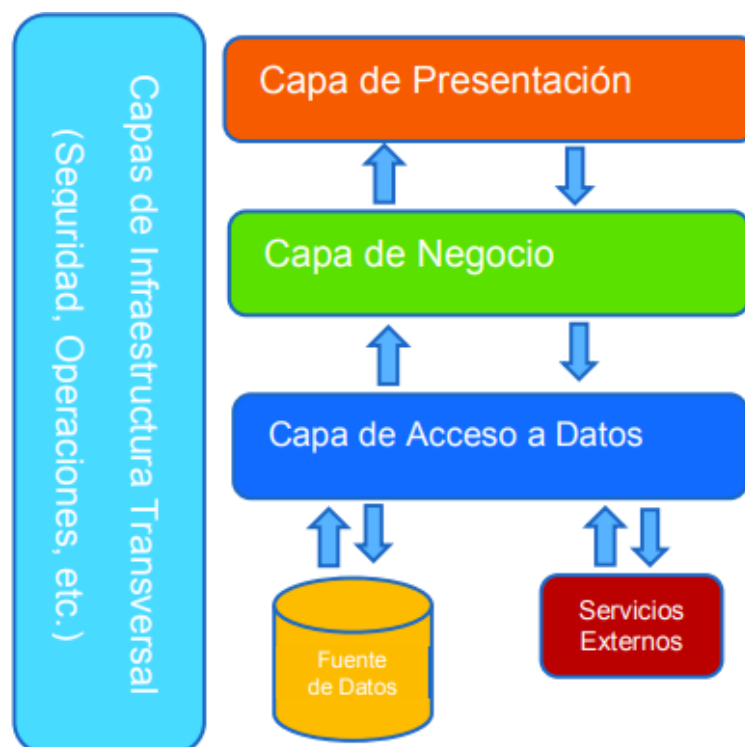 Capas de Infraestructura Transversal
(Seguridad, Operaciones, etc.)
Capa de Presentación
Capa de Negocio
Capa de Acceso a Datos
Fuente
de Datos
Servicios
Externos